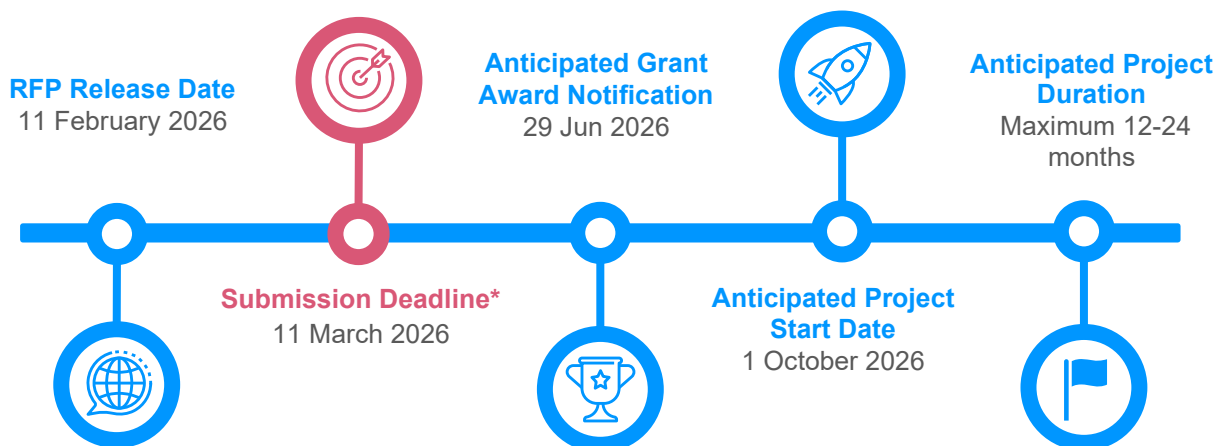 RFP Release Date
11 February 2026
Submission Deadline*
11 March 2026
Anticipated Grant
Award Notification
29 Jun 2026
Anticipated Project
Start Date
1 October 2026
Anticipated Project
Duration
Maximum 12-24
months